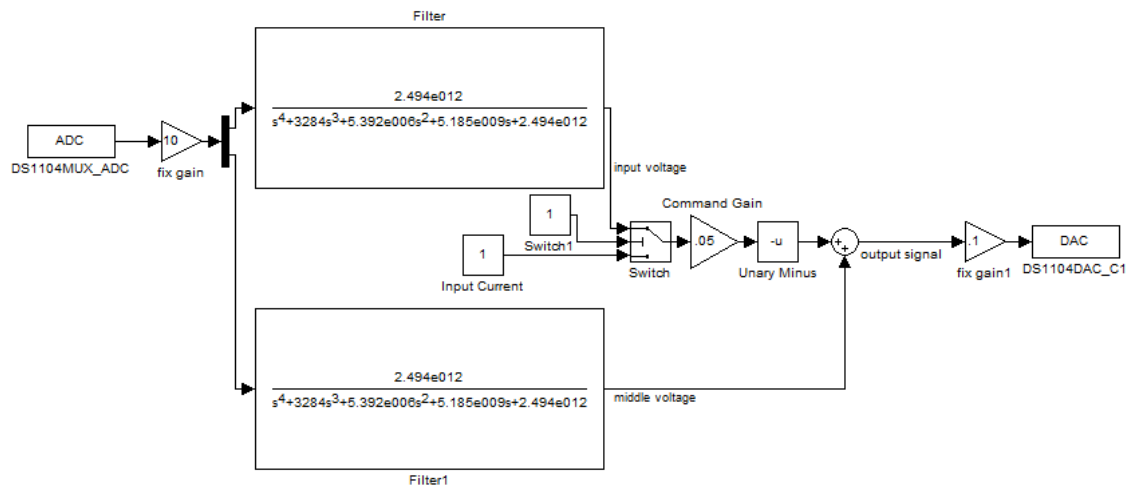 Filter
2.494e012
s4+3284s3+5.392e006s2+5.185e009s+2.494e012
ADC
DS1104MUX_ADC
10
fix gain
input voltage
1
Switch1
1
Input Current
Switch
Command Gain
.05
-u
Unary Minus
++
output signal
.1
fix gain1
DAC
DS1104DAC_C1
2.494e012
s4+3284s3+5.392e006s2+5.185e009s+2.494e012
middle voltage
Filter1